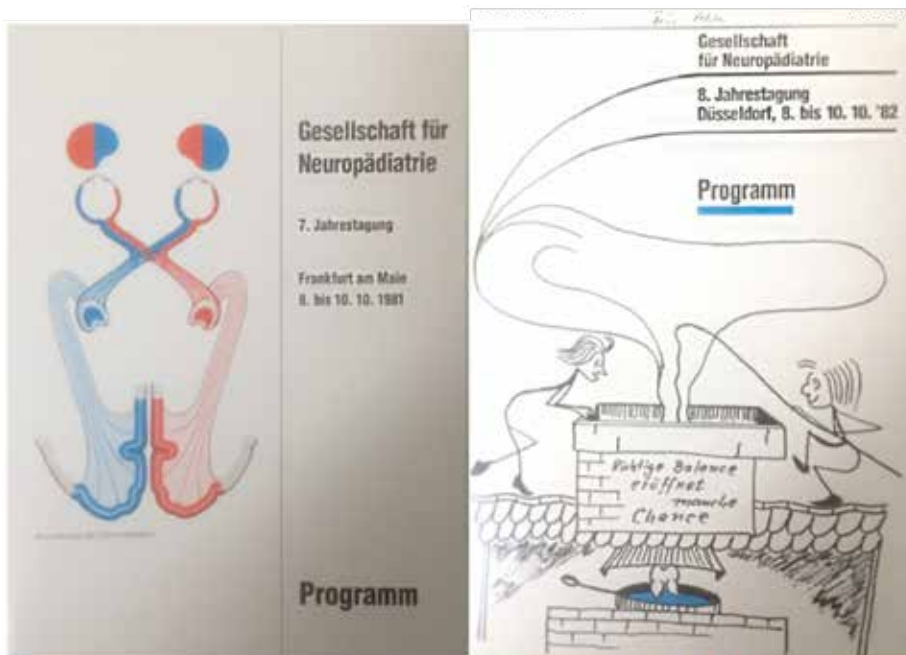 Gesellschaft für
Neuropädiatrie
7. Jahrestagung
Frankfurt am Main
8. bis 10. 10. 1981
Programm
Gesellschaft
für Neuropädiatrie
8. Jahrestagung
Düsseldorf, 8. bis 10. 10. '82
Programm
Richtige Balance
eröffnet
manche
Chance